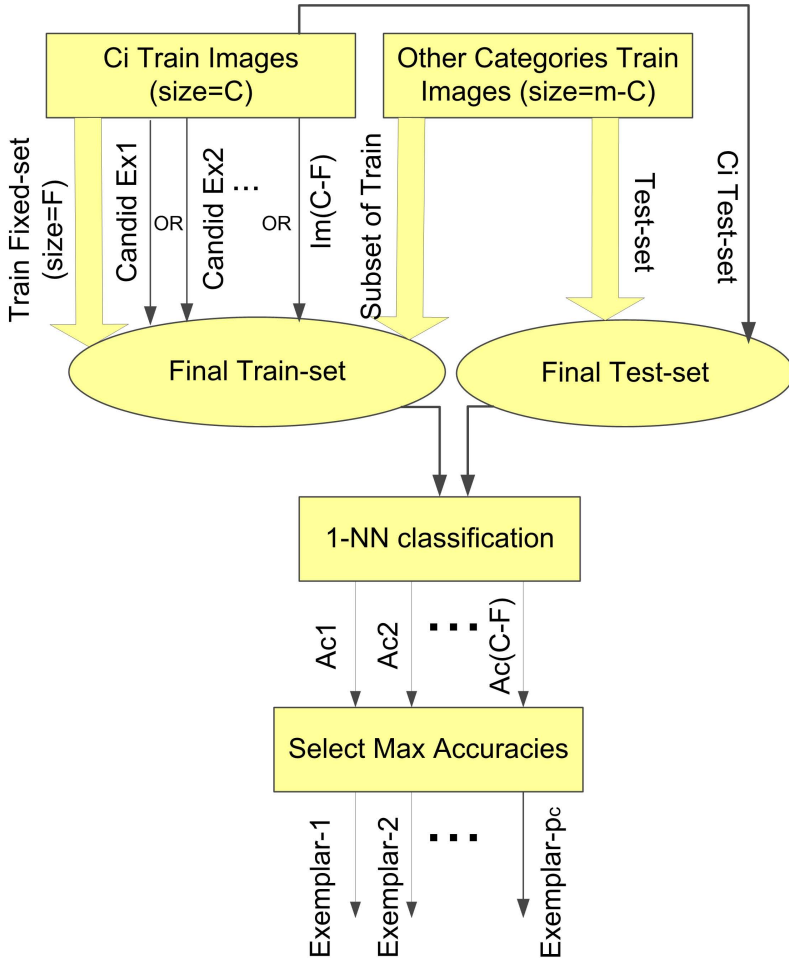 Ci Train Images
(size=C)
Other Categories Train
Images (size=m-C)
Train Fixed-set
(size=F)
Candid Ex1
OR
Candid Ex2
...
OR
Im(C-F)
Subset of Train
Test-set
Ci Test-set
Final Train-set
Final Test-set
1-NN classification
Ac1
Ac2
...
Ac(C-F)
Select Max Accuracies
Exemplar-1
Exemplar-2
...
Exemplar-pc